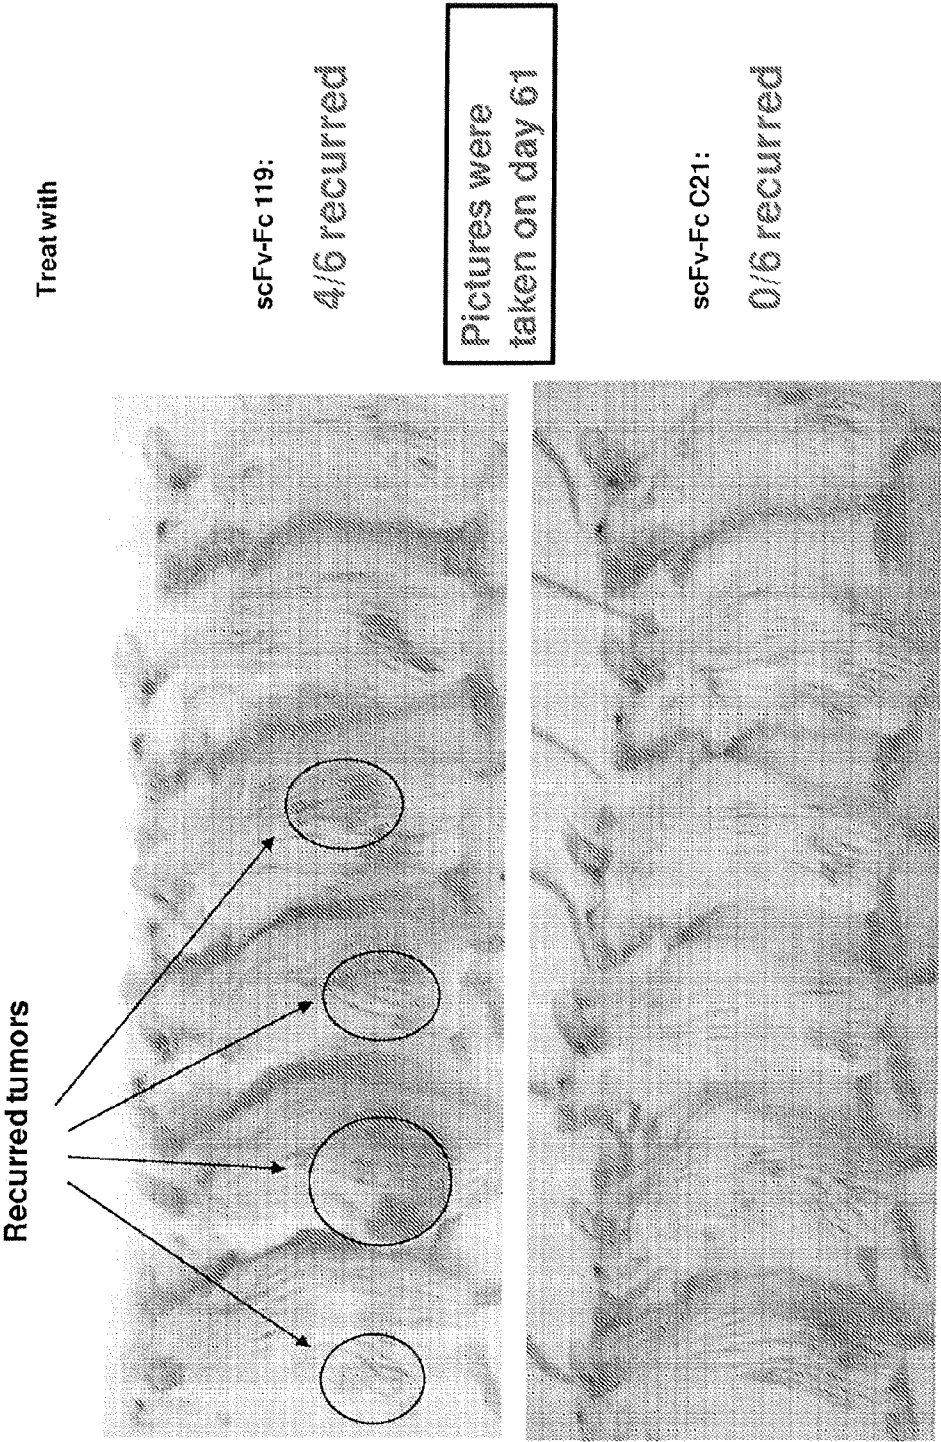 Recurred tumors
Treat with
scFv-Fc 119:
4/6 recurred
Pictures were
taken on day 61
scFv-Fc C21:
0/6 recurred